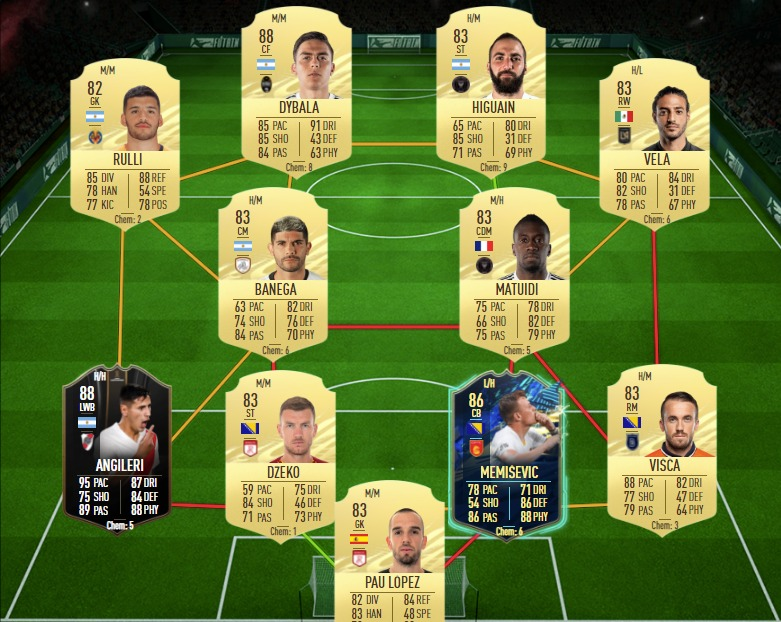 M/M
88
CF
DYBALA
85 PAC 91 DRI
85 SHO 43 DEF
84 PAS 63 PHY
Chem: 8
H/M
83
ST
HIGUAIN
65 PAC 80 DRI
85 SHO 31 DEF
71 PAS 69 PHY
Chem: 9
M/M
82
GK
RULLI
85 DIV 88 REF
78 HAN 54 SPE
77 KIC 78 POS
Chem: 2
H/L
83
RW
VELA
80 PAC 84 DRI
82 SHO 31 DEF
78 PAS 67 PHY
Chem: 6
H/M
83
CM
BANEGA
63 PAC 82 DRI
74 SHO 76 DEF
84 PAS 70 PHY
Chem: 6
M/H
83
CDM
MATUIDI
75 PAC 78 DRI
66 SHO 82 DEF
75 PAS 79 PHY
Chem: 5
H/H
88
LWB
ANGILERI
95 PAC 87 DRI
75 SHO 84 DEF
89 PAS 88 PHY
Chem: 5
M/M
83
ST
DZEKO
59 PAC 75 DRI
84 SHO 46 DEF
71 PAS 73 PHY
Chem: 1
L/H
86
CB
MEMIŠEVIC
78 PAC 71 DRI
54 SHO 86 DEF
86 PAS 88 PHY
Chem: 6
H/M
83
RM
VISCA
88 PAC 82 DRI
77 SHO 47 DEF
79 PAS 64 PHY
Chem: 3
M/M
83
GK
PAU LOPEZ
82 DIV 84 REF
83 HAN 48 SPE